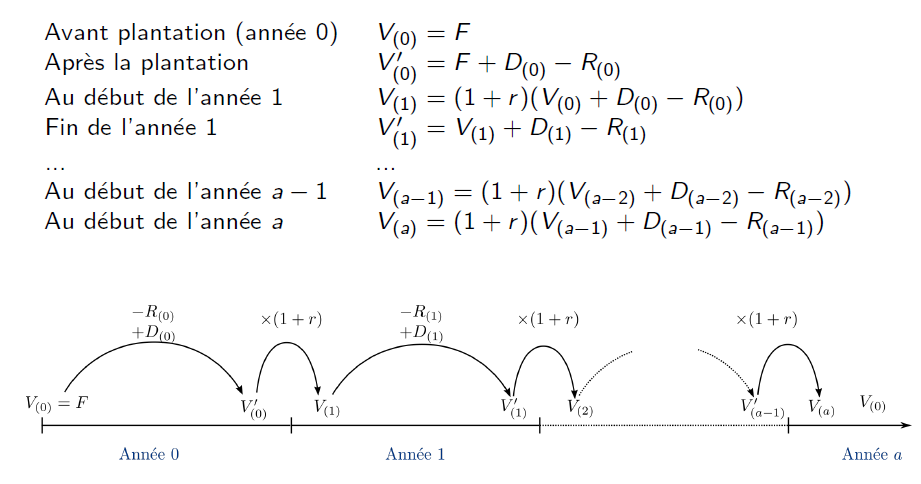 Avant plantation (année 0) V₍₀₎ = F
Après la plantation V′₍₀₎ = F + D₍₀₎ − R₍₀₎
Au début de l'année 1 V₍₁₎ = (1 + r)(V₍₀₎ + D₍₀₎ − R₍₀₎)
Fin de l'année 1 V′₍₁₎ = V₍₁₎ + D₍₁₎ − R₍₁₎
... ...
Au début de l'année a − 1 V₍ₐ₋₁₎ = (1 + r)(V₍ₐ₋₂₎ + D₍ₐ₋₂₎ − R₍ₐ₋₂₎)
Au début de l'année a V₍ₐ₎ = (1 + r)(V₍ₐ₋₁₎ + D₍ₐ₋₁₎ − R₍ₐ₋₁₎)
−R₍₀₎ ×(1 + r) −R₍₁₎ ×(1 + r) ×(1 + r)
+D₍₀₎ +D₍₁₎
V₍₀₎ = F V′₍₀₎ V₍₁₎ V′₍₁₎ V₍₂₎ V′₍ₐ₋₁₎ V₍ₐ₎ V₍₀₎
Année 0 Année 1 Année a